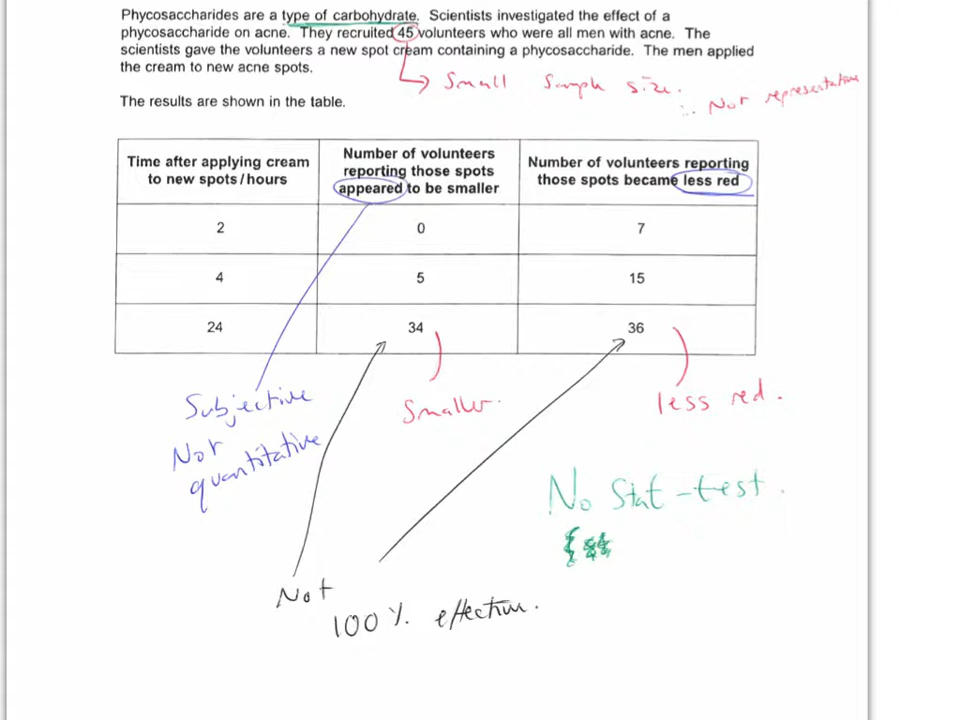 Phycosaccharides are a type of carbohydrate. Scientists investigated the effect of a
phycosaccharide on acne. They recruited 45 volunteers who were all men with acne. The
scientists gave the volunteers a new spot cream containing a phycosaccharide. The men applied
the cream to new acne spots.
Small Sample size.
∴ Not representative
The results are shown in the table.
Time after applying cream
to new spots / hours
Number of volunteers
reporting those spots
appeared to be smaller
Number of volunteers reporting
those spots became less red
2 0 7
4 5 15
24 34 36
Subjective
Not
quantitative
Smaller.
less red.
No Stat-test.
Not
100% effective.